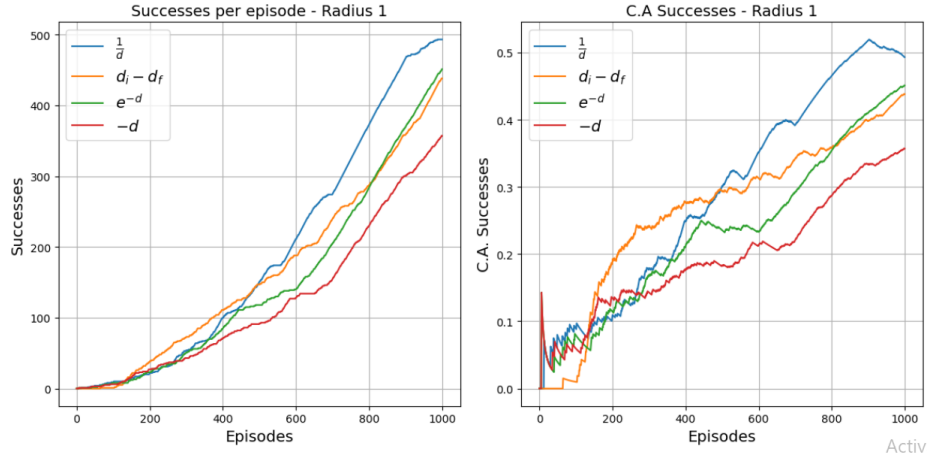 Successes per episode - Radius 1
500
400
300
200
100
0
Successes
1/d
d_i − d_f
e^{−d}
−d
0 200 400 600 800 1000
Episodes
C.A Successes - Radius 1
0.5
0.4
0.3
0.2
0.1
0.0
C.A. Successes
1/d
d_i − d_f
e^{−d}
−d
0 200 400 600 800 1000
Episodes
Activ